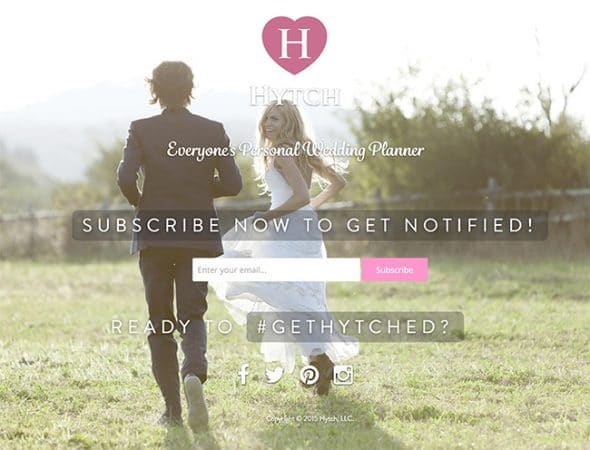 H
HYTCH
Everyone's Personal Wedding Planner
SUBSCRIBE NOW TO GET NOTIFIED!
Enter your email... Subscribe
READY TO #GETHYTCHED?
Copyright © 2015 Hytch, LLC.